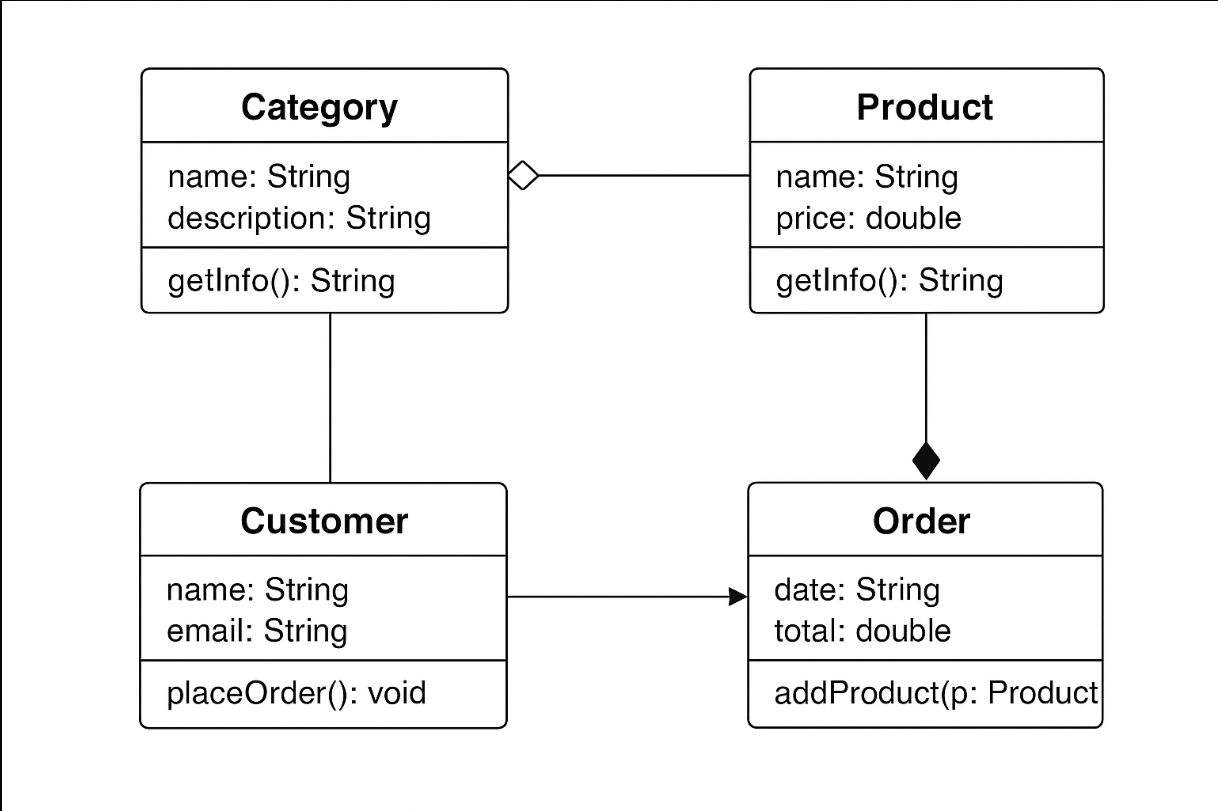 Category
name: String
description: String
getInfo(): String
Product
name: String
price: double
getInfo(): String
Customer
name: String
email: String
placeOrder(): void
Order
date: String
total: double
addProduct(p: Product